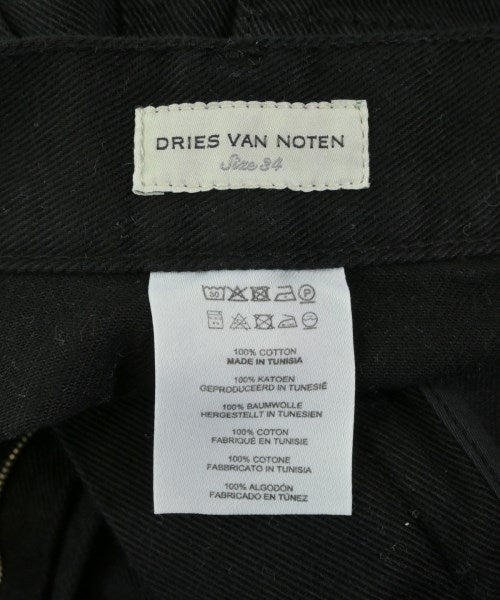 DRIES VAN NOTEN
Size 34
30 P
100% COTTON
MADE IN TUNISIA
100% KATOEN
GEPRODUCEERD IN TUNESIË
100% BAUMWOLLE
HERGESTELLT IN TUNESIEN
100% COTON
FABRIQUÉ EN TUNISIE
100% COTONE
FABBRICATO IN TUNISIA
100% ALGODÓN
FABRICADO EN TÚNEZ